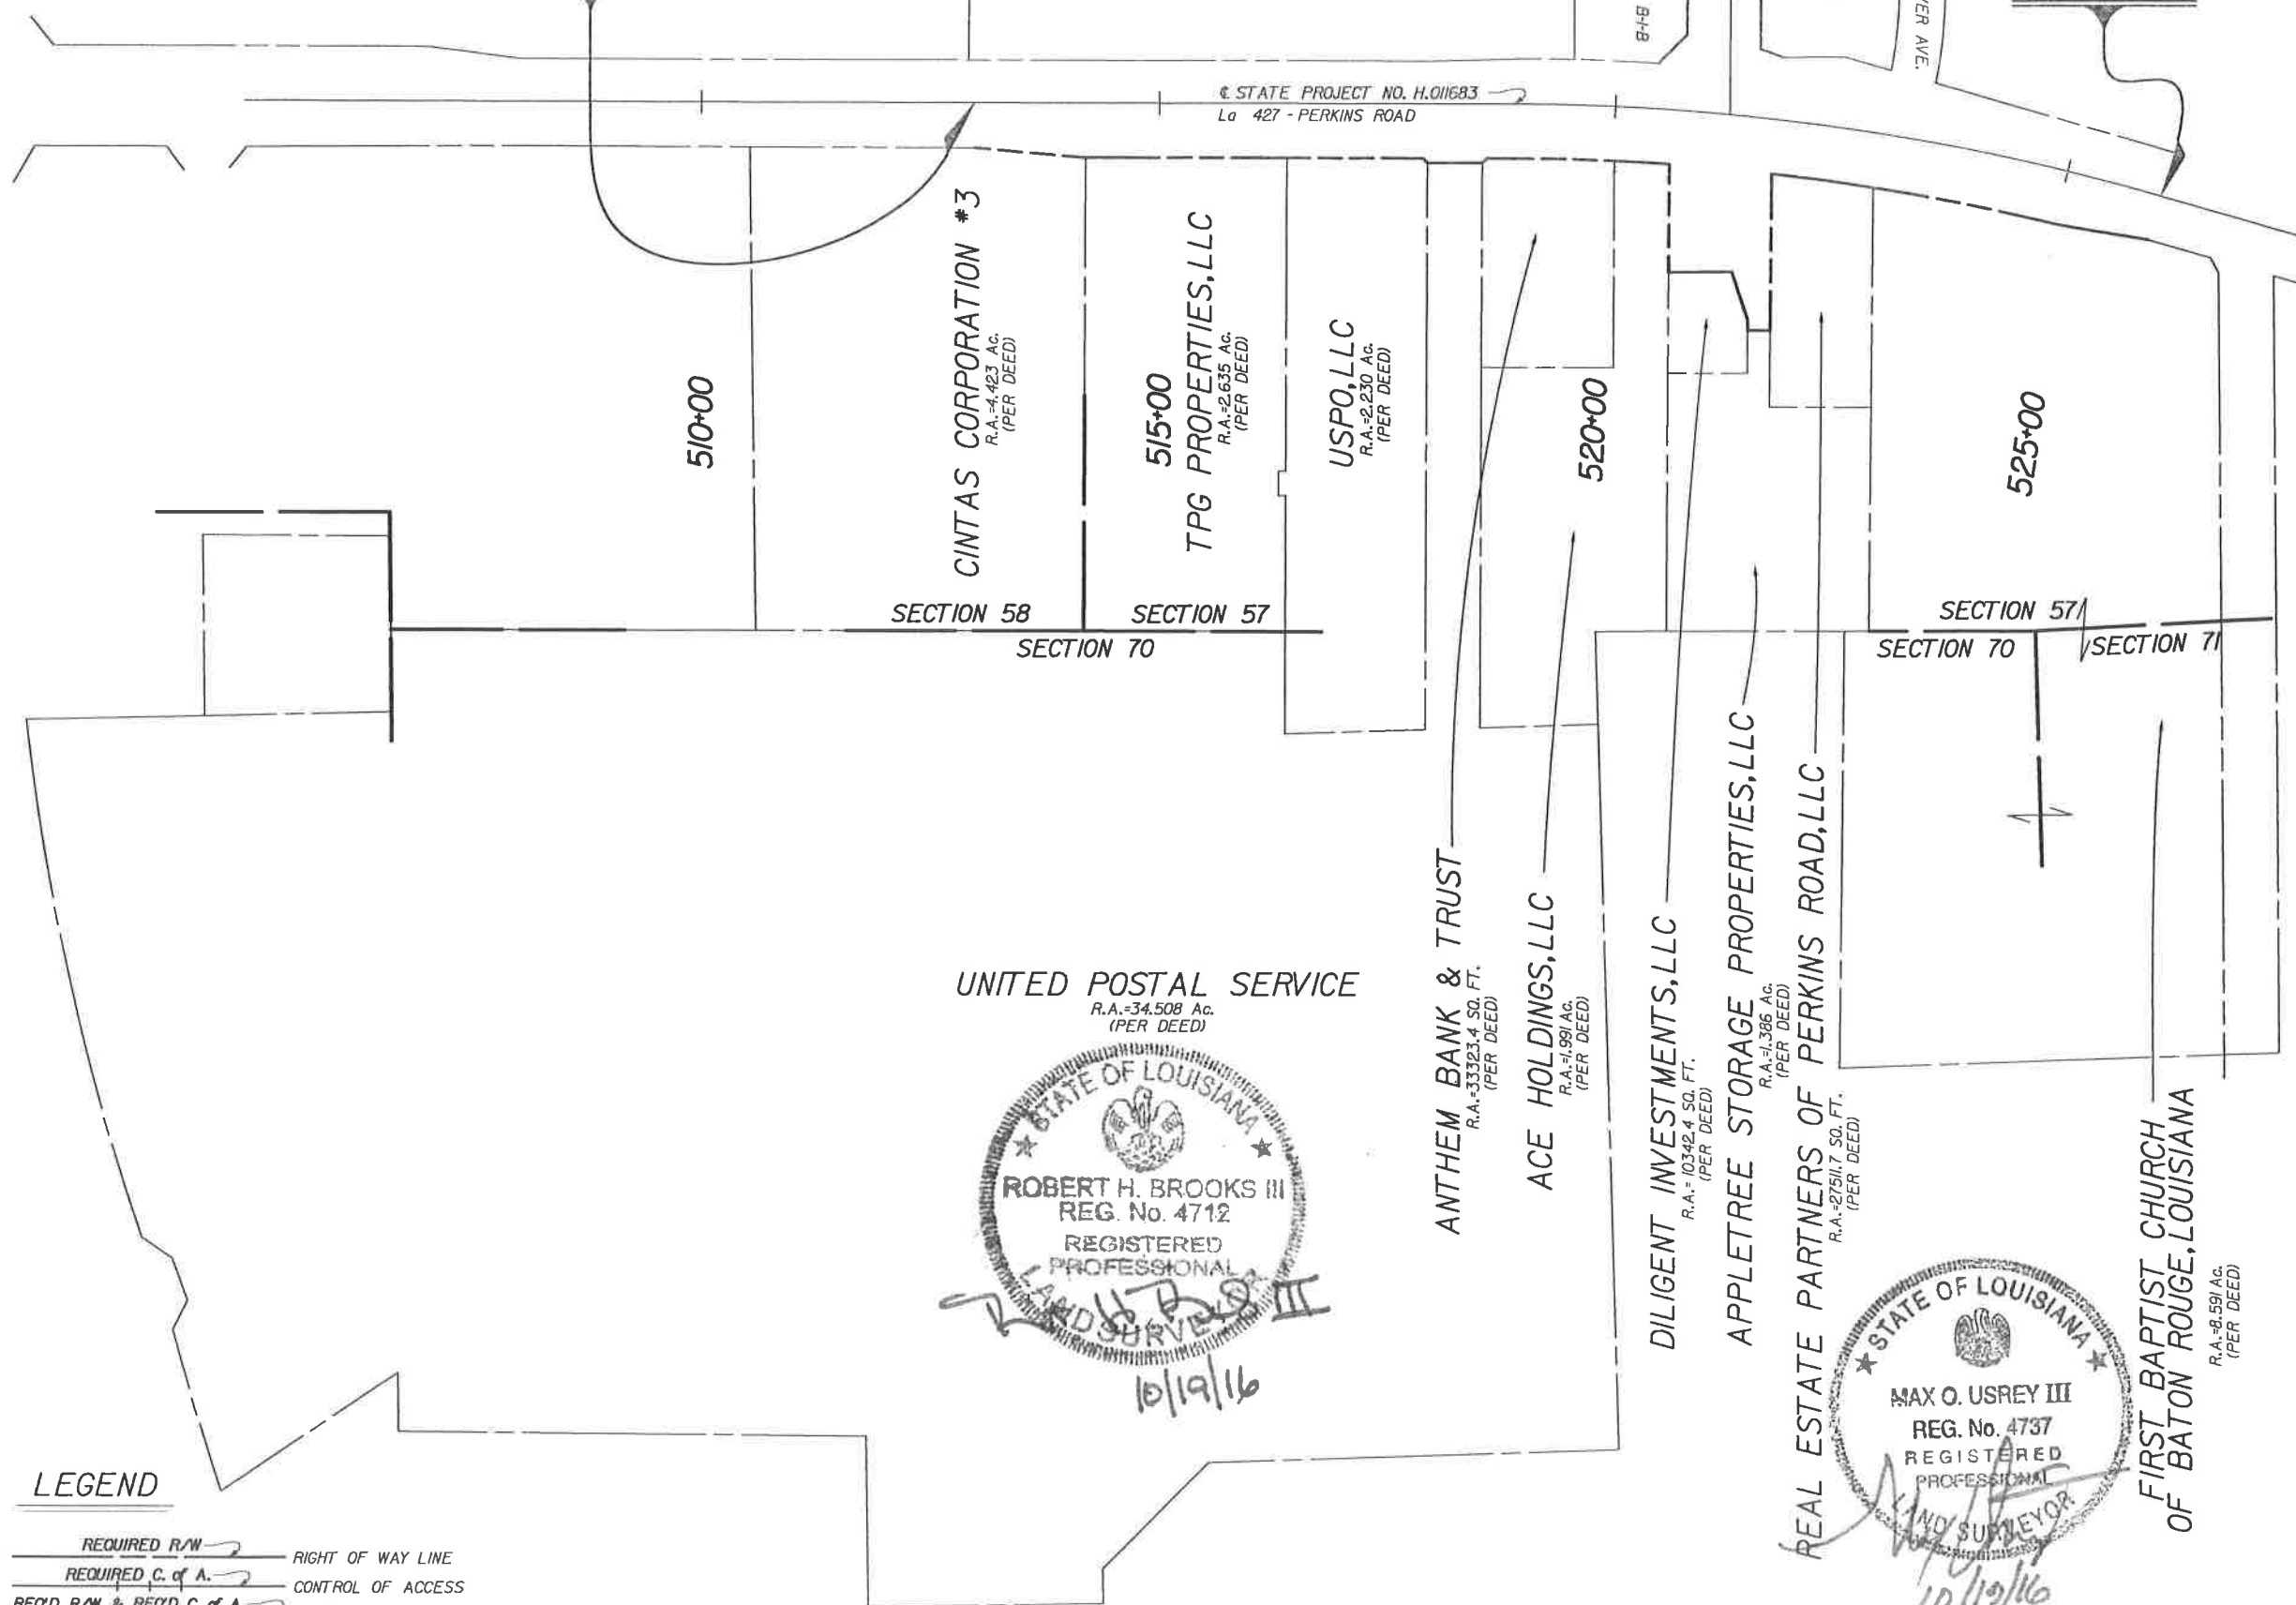 B-1-B
VER AVE.
℄ STATE PROJECT NO. H.011683
La 427 - PERKINS ROAD
510+00
CINTAS CORPORATION #3
R.A.=4.423 Ac.
(PER DEED)
515+00
TPG PROPERTIES, LLC
R.A.=2.635 Ac.
(PER DEED)
USPO, LLC
R.A.=2.230 Ac.
(PER DEED)
520+00
525+00
SECTION 58
SECTION 57
SECTION 70
SECTION 57
SECTION 70
SECTION 71
UNITED POSTAL SERVICE
R.A.=34.508 Ac.
(PER DEED)
ANTHEM BANK & TRUST
R.A.=33323.4 SQ. FT.
(PER DEED)
ACE HOLDINGS, LLC
R.A.=1.991 Ac.
(PER DEED)
DILIGENT INVESTMENTS, LLC
R.A.= 10342.4 SQ. FT.
(PER DEED)
APPLETREE STORAGE PROPERTIES, LLC
R.A.=1.386 Ac.
(PER DEED)
REAL ESTATE PARTNERS OF PERKINS ROAD, LLC
R.A.=27511.7 SQ. FT.
(PER DEED)
FIRST BAPTIST CHURCH
OF BATON ROUGE, LOUISIANA
R.A.=8.591 Ac.
(PER DEED)
★ STATE OF LOUISIANA ★
ROBERT H. BROOKS III
REG. No. 4712
REGISTERED
PROFESSIONAL
LAND SURVEYOR
10/19/16
★ STATE OF LOUISIANA ★
MAX O. USREY III
REG. No. 4737
REGISTERED
PROFESSIONAL
LAND SURVEYOR
10/19/16
LEGEND
REQUIRED R/W
RIGHT OF WAY LINE
REQUIRED C. of A.
CONTROL OF ACCESS
REQ'D R/W & REQ'D C. of A.